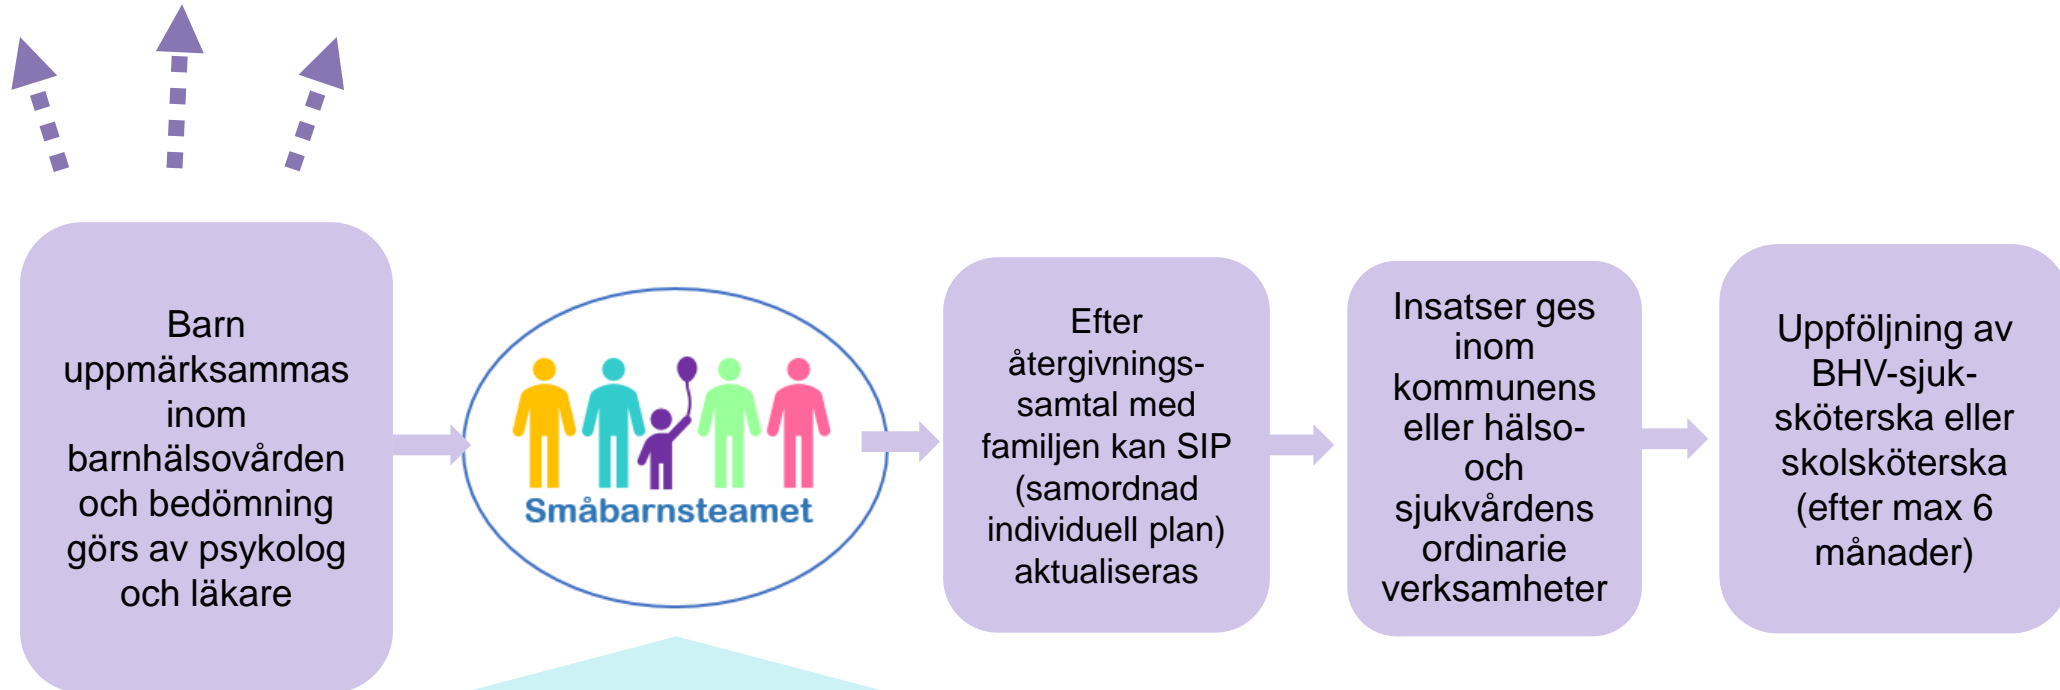 Barn
uppmärksammas
inom
barnhälsovården
och bedömning
görs av psykolog
och läkare
Småbarnsteamet
Efter
återgivnings-
samtal med
familjen kan SIP
(samordnad
individuell plan)
aktualiseras
Insatser ges
inom
kommunens
eller hälso-
och
sjukvårdens
ordinarie
verksamheter
Uppföljning av
BHV-sjuk-
sköterska eller
skolsköterska
(efter max 6
månader)